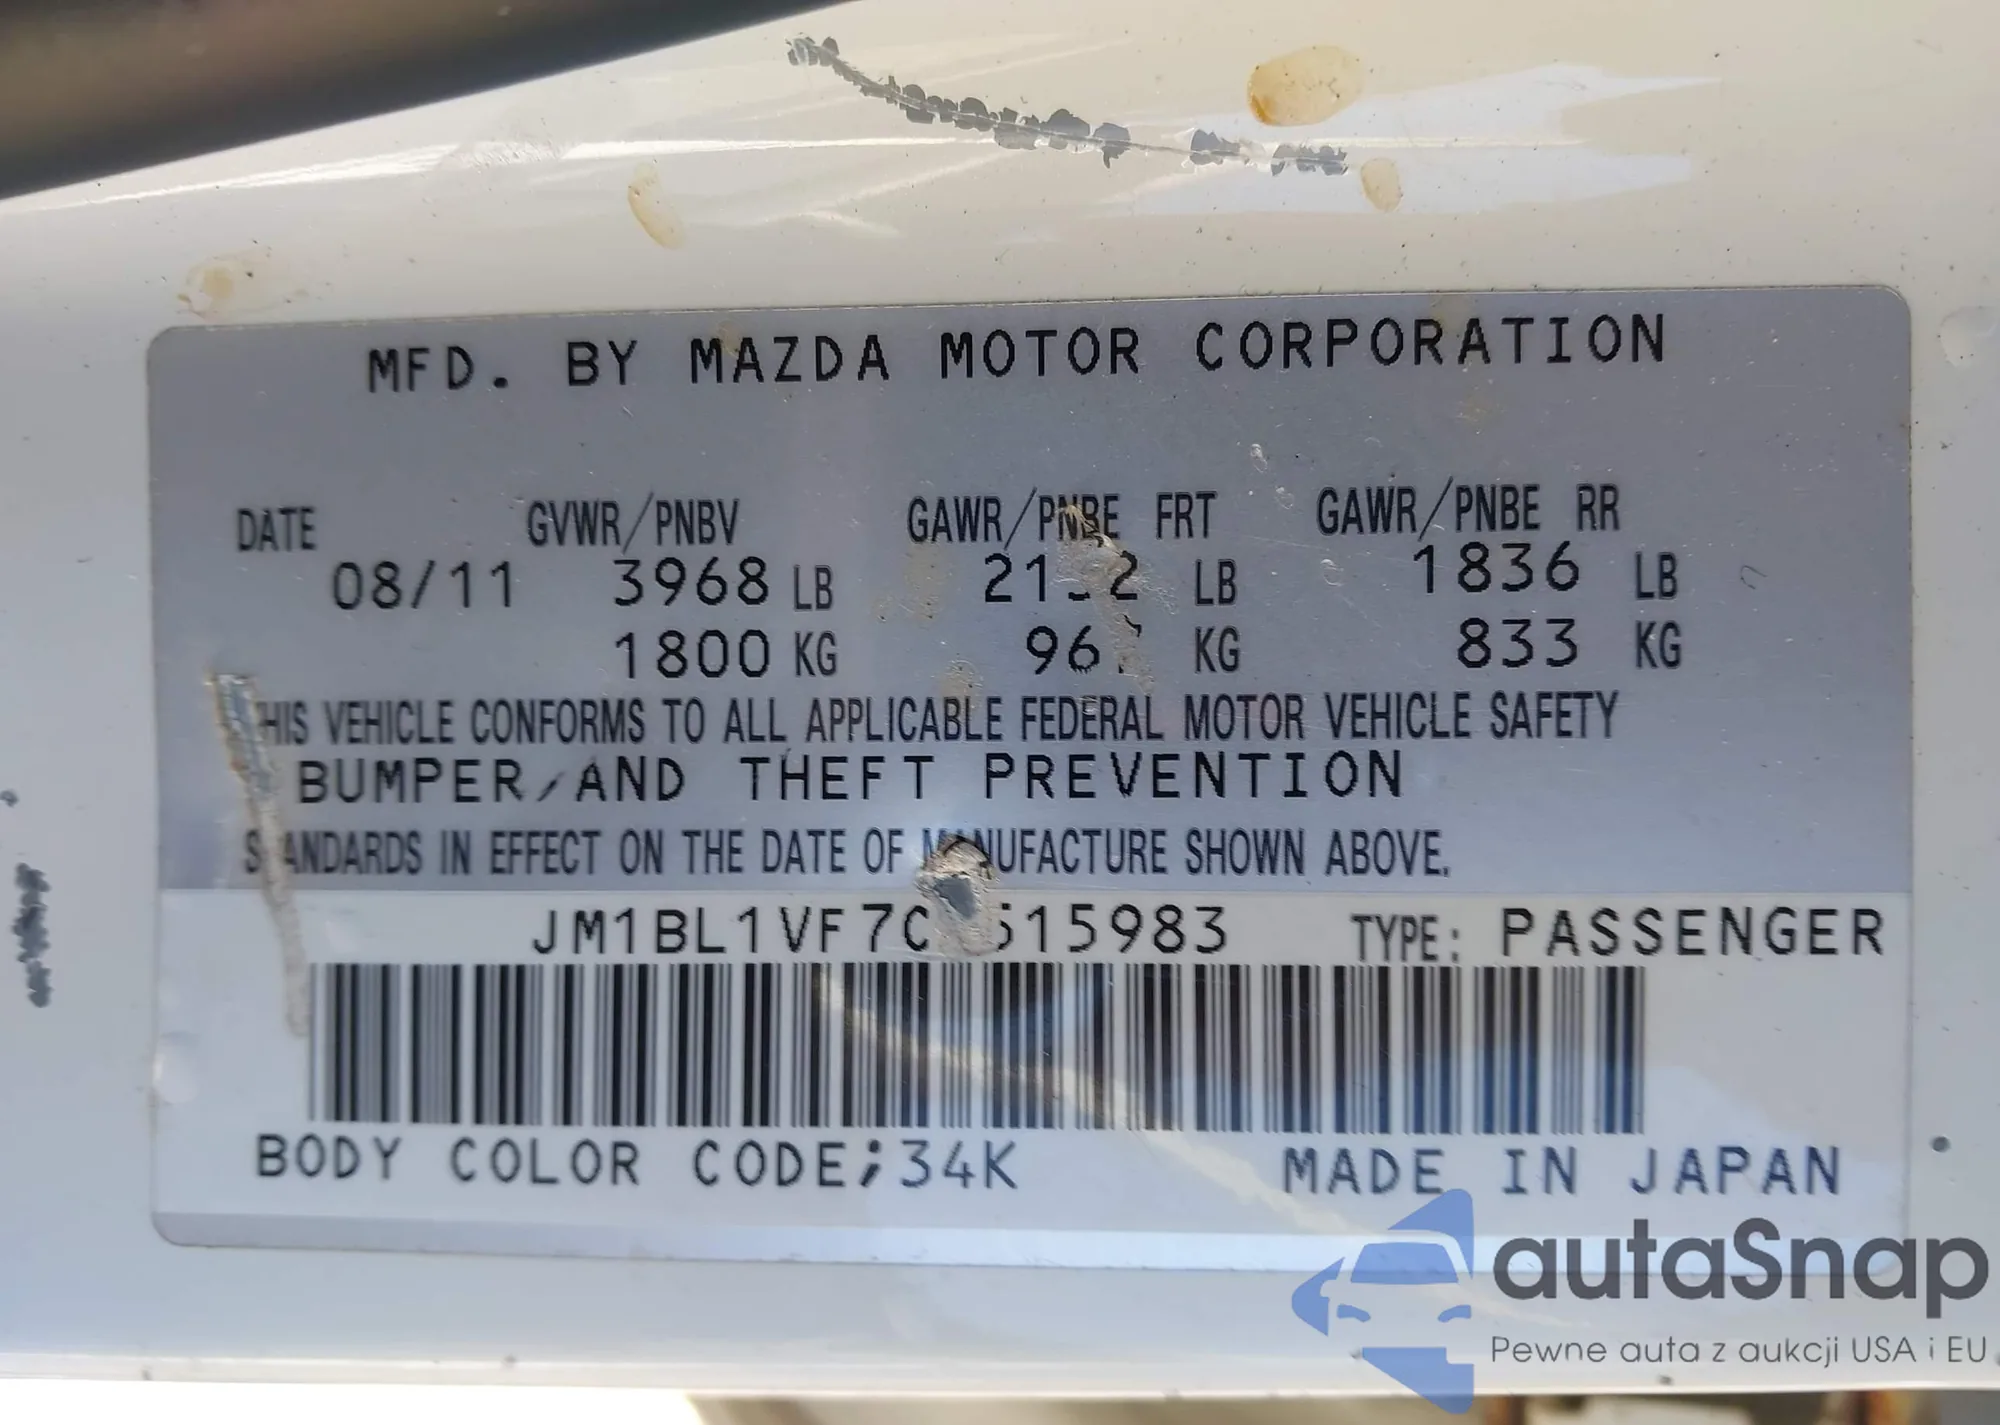 MFD. BY MAZDA MOTOR CORPORATION
DATE GVWR/PNBV GAWR/PNBE FRT GAWR/PNBE RR
08/11 3968 LB LB 1836 LB
1800 KG KG 833 KG
HIS VEHICLE CONFORMS TO ALL APPLICABLE FEDERAL MOTOR VEHICLE SAFETY
BUMPER, AND THEFT PREVENTION
STANDARDS IN EFFECT ON THE DATE OF MANUFACTURE SHOWN ABOVE.
TYPE: PASSENGER
BODY COLOR CODE;34K MADE IN JAPAN
autaSnap
Pewne auta z aukcji USA i EU